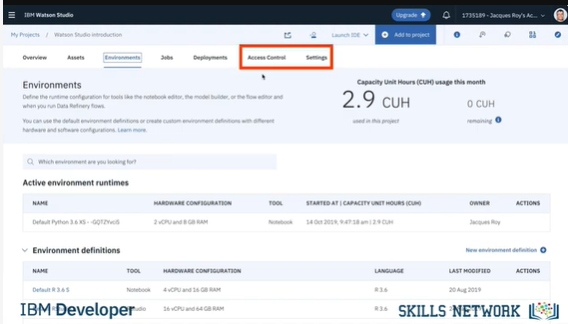 IBM Watson Studio
Upgrade
1735189 - Jacques Roy's Ac...
My Projects / Watson Studio introduction
Launch IDE
Add to project
Overview Assets Environments Jobs Deployments Access Control Settings
Environments
Define the runtime configuration for tools like the notebook editor, the model builder, or the flow editor and
when you run Data Refinery flows.
You can use the default environment definitions or create custom environment definitions with different
hardware and software configurations. Learn more.
Capacity Unit Hours (CUH) usage this month
2.9 CUH 0 CUH
used in this project remaining
Which environment are you looking for?
Active environment runtimes
NAME HARDWARE CONFIGURATION TOOL STARTED AT | CAPACITY UNIT HOURS (CUH) OWNER ACTIONS
Default Python 3.6 XS 2 vCPU and 8 GB RAM Notebook 14 Oct 2019, 9:47:18 am | 2.9 CUH Jacques Roy
Environment definitions New environment definition
NAME TOOL HARDWARE CONFIGURATION LANGUAGE LAST MODIFIED ACTIONS
Default R 3.6 S Notebook 4 vCPU and 16 GB RAM R 3.6 20 Aug 2019
16 vCPU and 64 GB RAM R 3.6
IBM Developer
SKILLS NETWORK